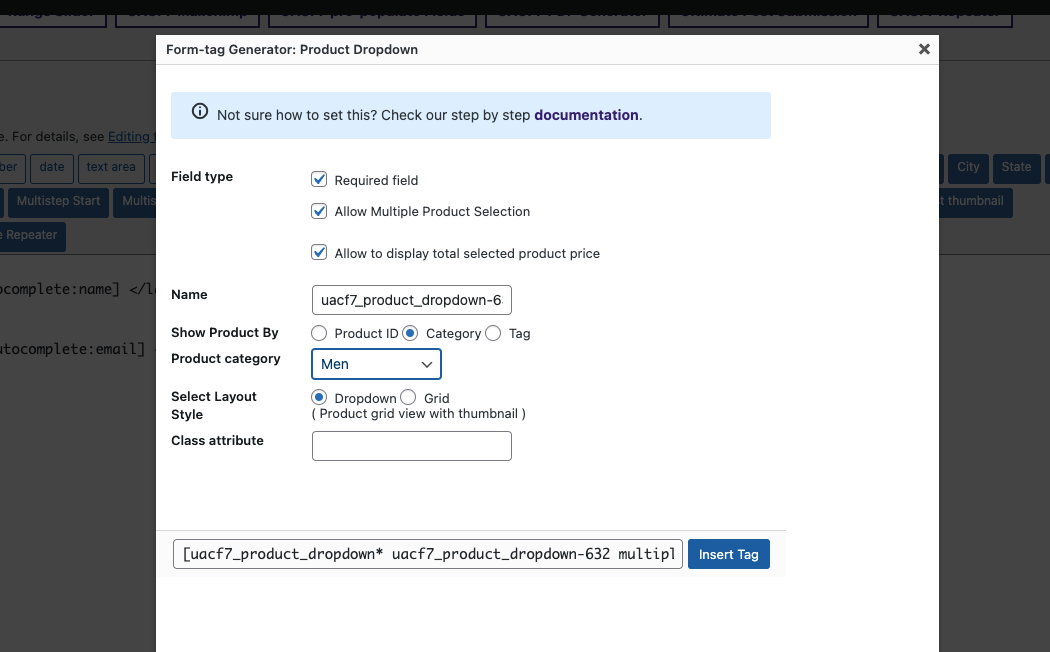 Form-tag Generator: Product Dropdown
Not sure how to set this? Check our step by step documentation.
e. For details, see Editing
ber date text area
City State
Multistep Start Multis
t thumbnail
e Repeater
Field type
Required field
Allow Multiple Product Selection
Allow to display total selected product price
ocomplete:name] </l
Name
uacf7_product_dropdown-6
Show Product By
Product ID Category Tag
utocomplete:email]
Product category
Men
Select Layout Style
Dropdown Grid
( Product grid view with thumbnail )
Class attribute
[uacf7_product_dropdown* uacf7_product_dropdown-632 multipl
Insert Tag